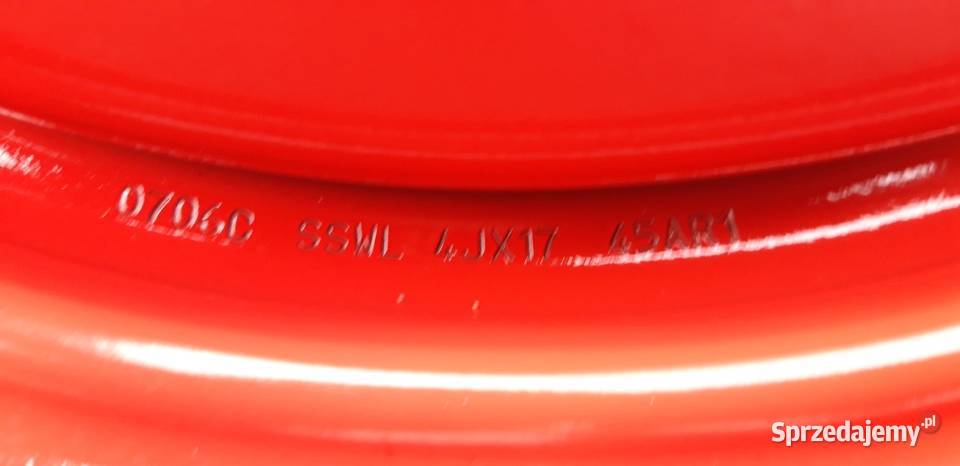 0706C SSWL 4JX17 45AR1
Sprzedajemy.pl